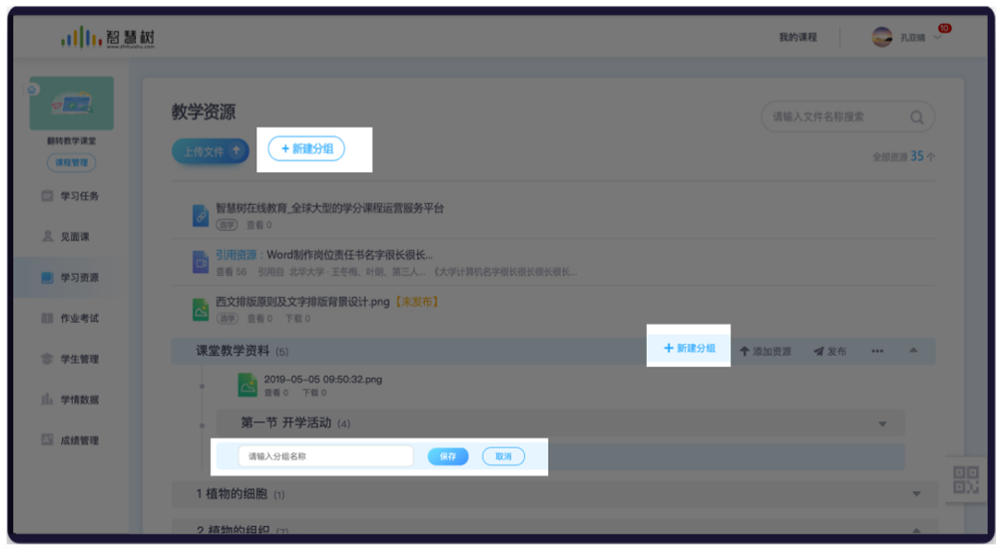 智慧树
www.zhihuishu.com
我的课程
孔亚晴
10
翻转教学课堂
课程管理
学习任务
见面课
学习资源
作业考试
学生管理
学情数据
成绩管理
教学资源
请输入文件名称搜索
上传文件
+ 新建分组
全部资源 35 个
智慧树在线教育_全球大型的学分课程运营服务平台
查看 0
引用资源：Word制作岗位责任书名字很长很长...
查看 56 引用自 北华大学 · 王冬梅、叶朗、第三人... 《大学计算机名字很长很长很长很长...
西文排版原则及文字排版背景设计.png【未发布】
查看 0 下载 0
课堂教学资料 (5)
+ 新建分组
添加资源
发布
2019-05-05 09:50:32.png
查看 0 下载 0
第一节 开学活动 (4)
请输入分组名称
保存
取消
1 植物的细胞 (1)
2 植物的组织 (7)